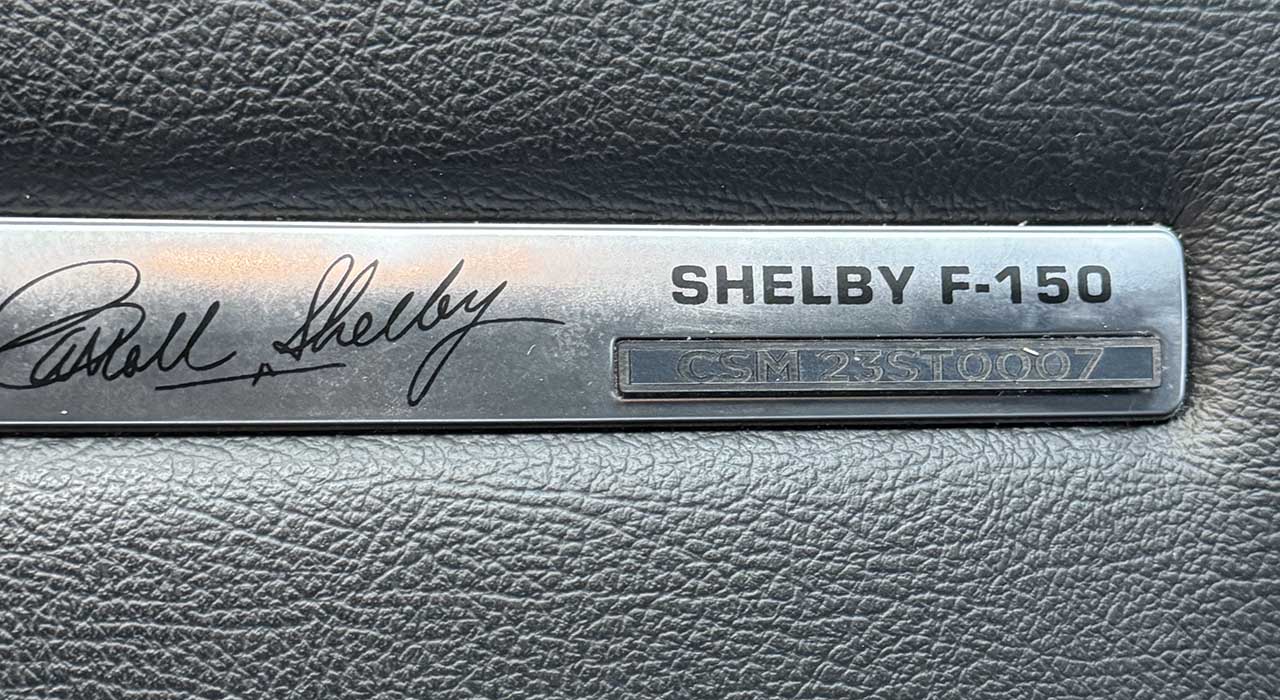 Carroll Shelby
SHELBY F-150
CSM 23ST0007